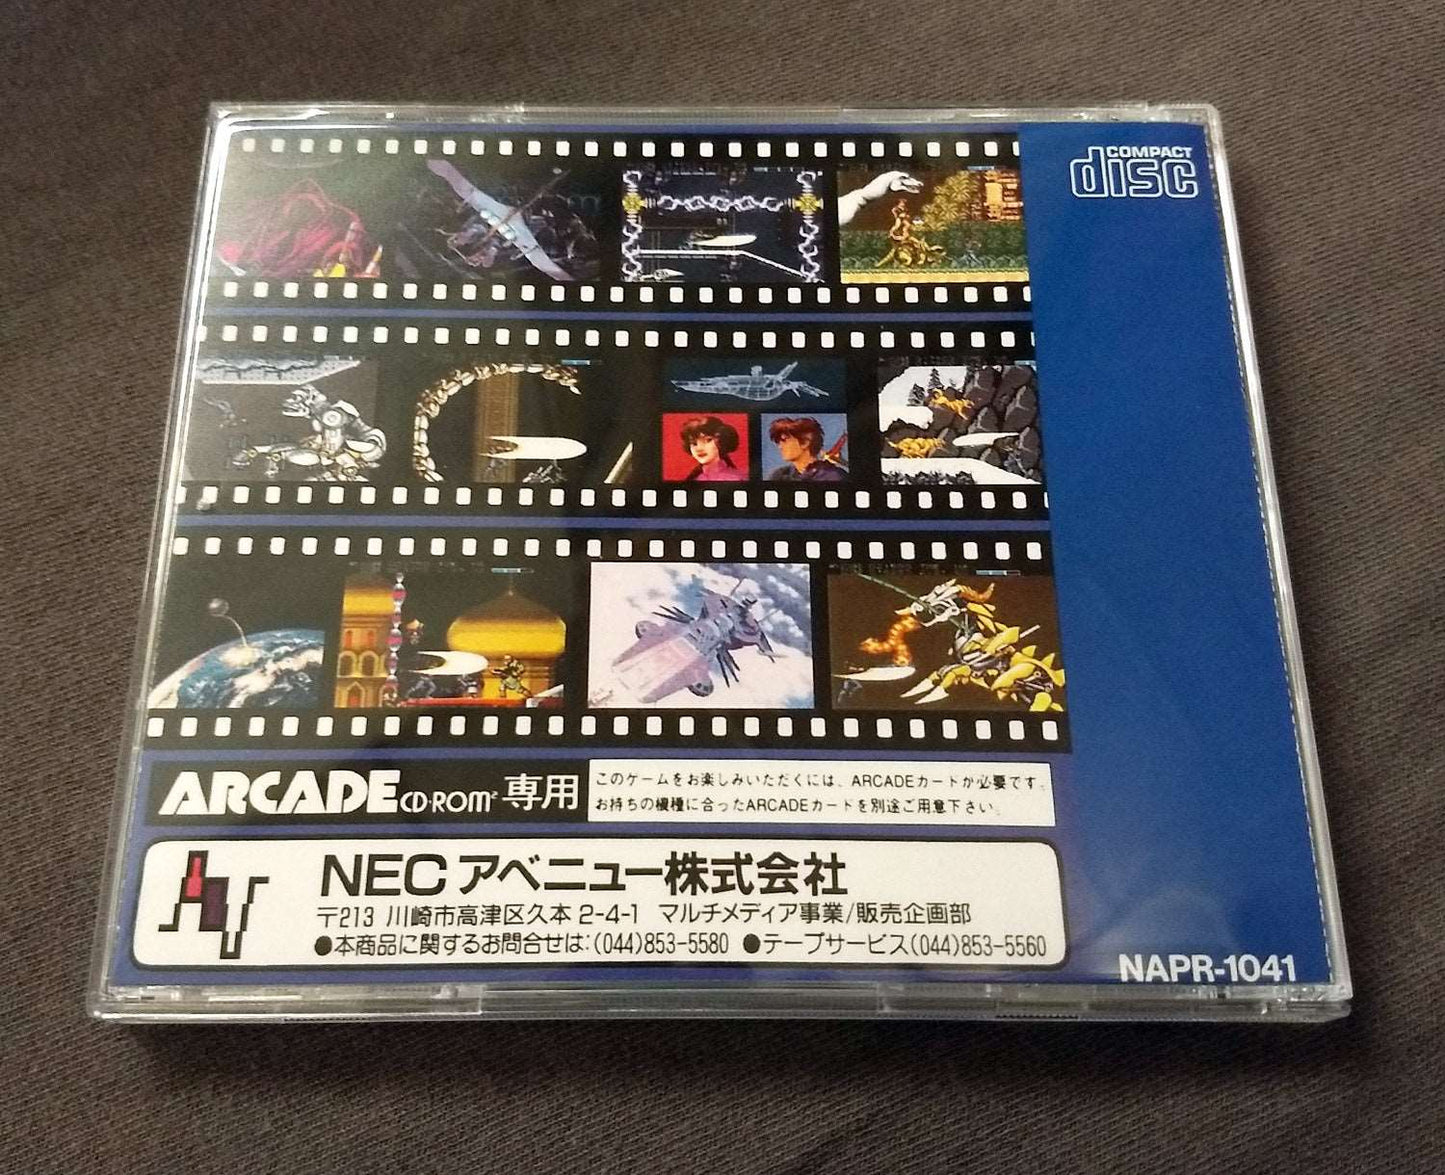 COMPACT
disc
ARCADE CD-ROM² 専用
このゲームをお楽しみいただくには、ARCADEカードが必要です。
お持ちの機種に合ったARCADEカードを別途ご用意下さい。
NECアベニュー株式会社
〒213 川崎市高津区久本2-4-1 マルチメディア事業/販売企画部
●本商品に関するお問合せは:(044)853-5580 ●テープサービス(044)853-5560
NAPR-1041